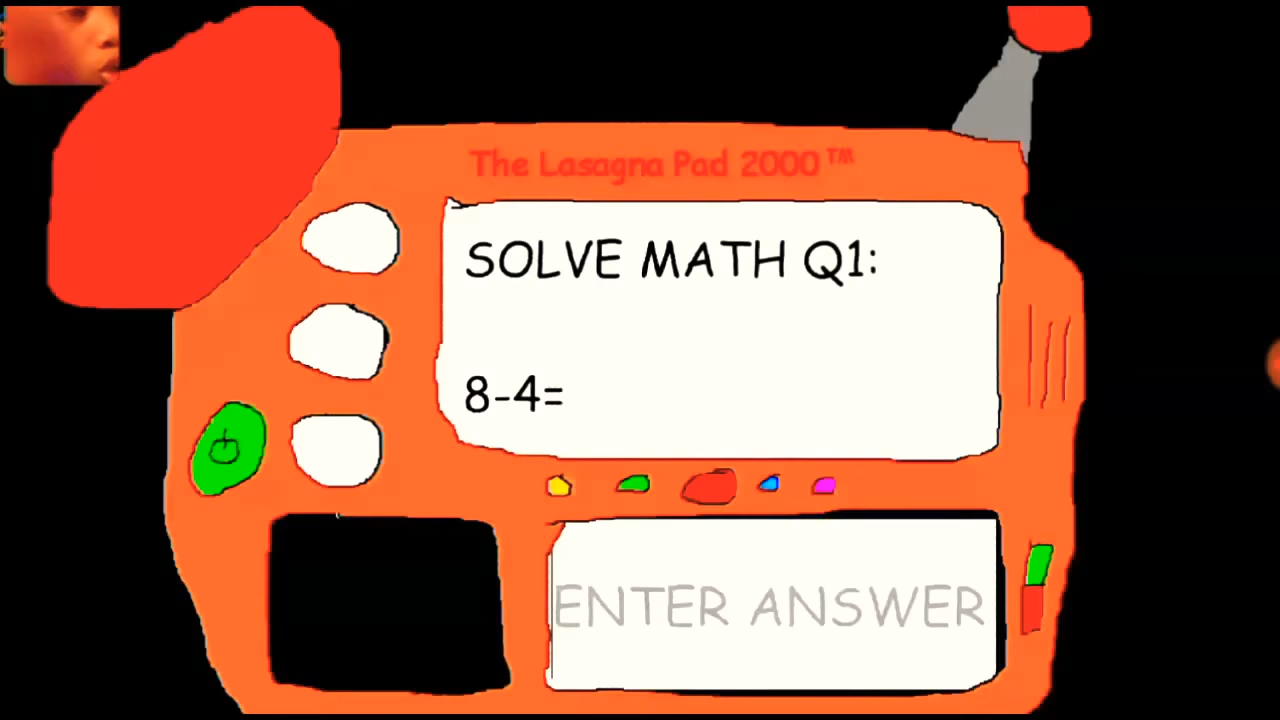 The Lasagna Pad 2000™
SOLVE MATH Q1:
8-4=
ENTER ANSWER